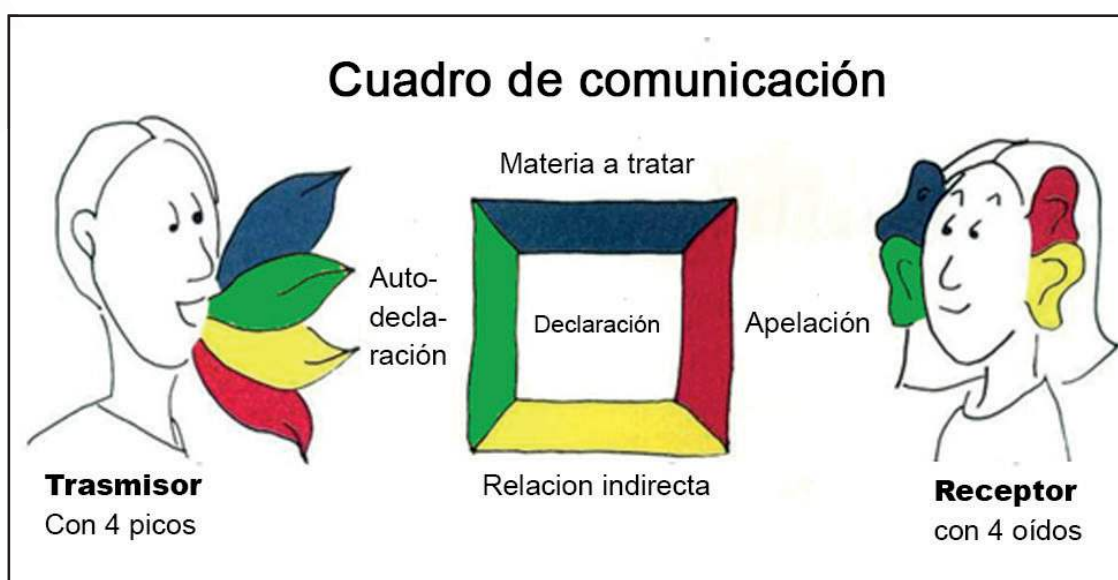 Cuadro de comunicación
Materia a tratar
Auto-
decla-
ración
Declaración
Apelación
Relacion indirecta
Trasmisor
Con 4 picos
Receptor
con 4 oídos